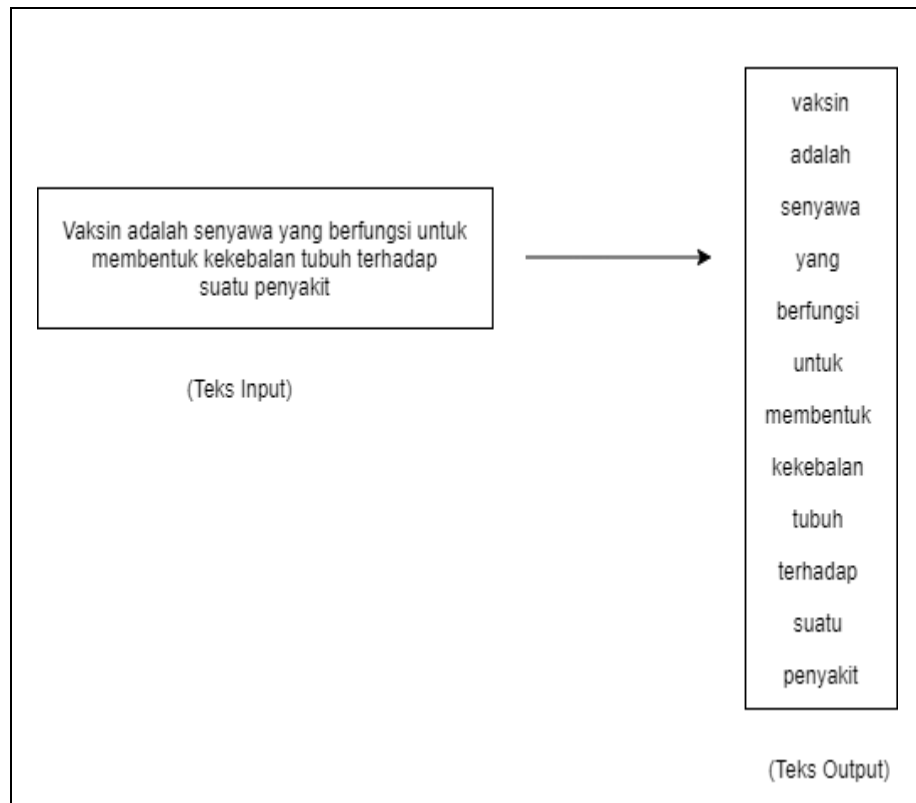 Vaksin adalah senyawa yang berfungsi untuk
membentuk kekebalan tubuh terhadap
suatu penyakit
(Teks Input)
vaksin
adalah
senyawa
yang
berfungsi
untuk
membentuk
kekebalan
tubuh
terhadap
suatu
penyakit
(Teks Output)